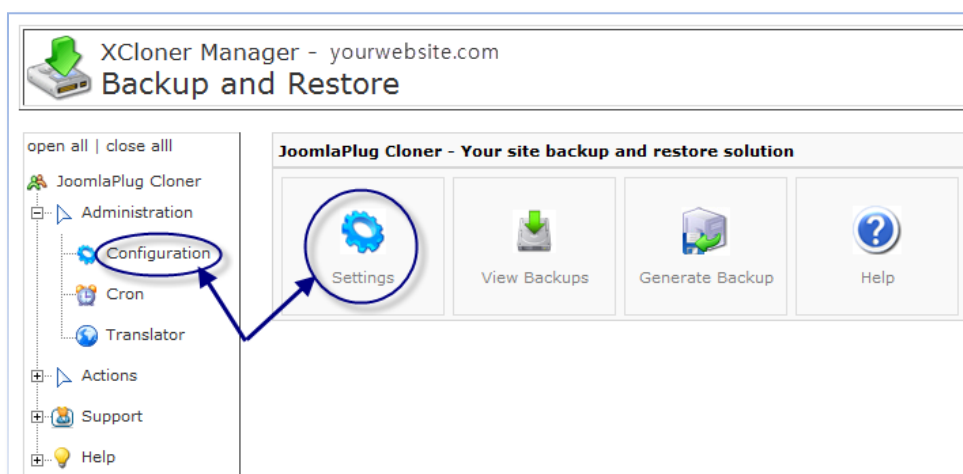 XCloner Manager - yourwebsite.com
Backup and Restore
open all | close alll
JoomlaPlug Cloner
Administration
Configuration
Cron
Translator
Actions
Support
Help
JoomlaPlug Cloner - Your site backup and restore solution
Settings
View Backups
Generate Backup
Help